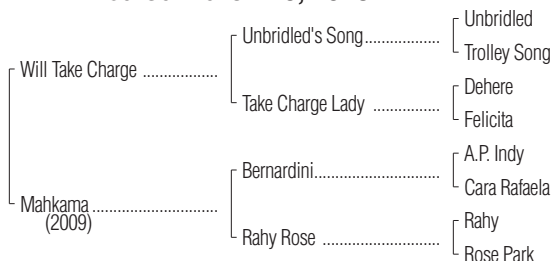 Unbridled
Unbridled's Song
Trolley Song
Will Take Charge
Dehere
Take Charge Lady
Felicita
A.P. Indy
Bernardini
Cara Rafaela
Mahkama
(2009)
Rahy
Rahy Rose
Rose Park